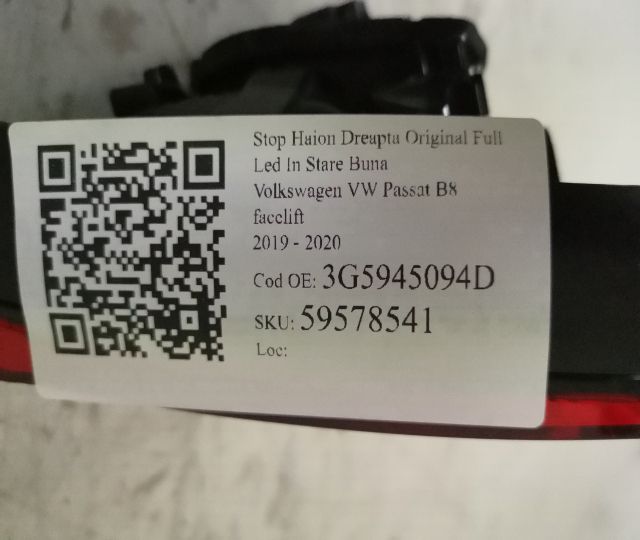 Stop Haion Dreapta Original Full
Led In Stare Buna
Volkswagen VW Passat B8
facelift
2019 - 2020
Cod OE: 3G5945094D
SKU: 59578541
Loc: